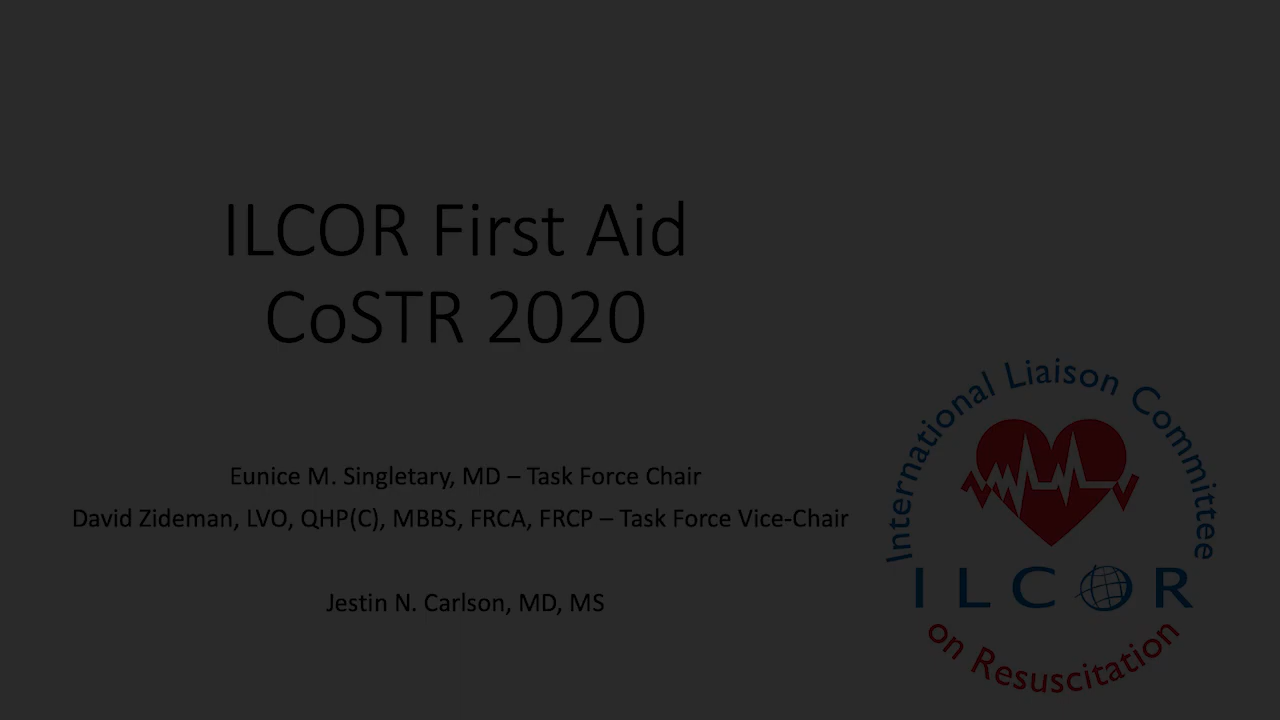 ILCOR First Aid
CoSTR 2020
Eunice M. Singletary, MD – Task Force Chair
David Zideman, LVO, QHP(C), MBBS, FRCA, FRCP – Task Force Vice-Chair
Jestin N. Carlson, MD, MS
International Liaison Committee
ILCOR
on Resuscitation